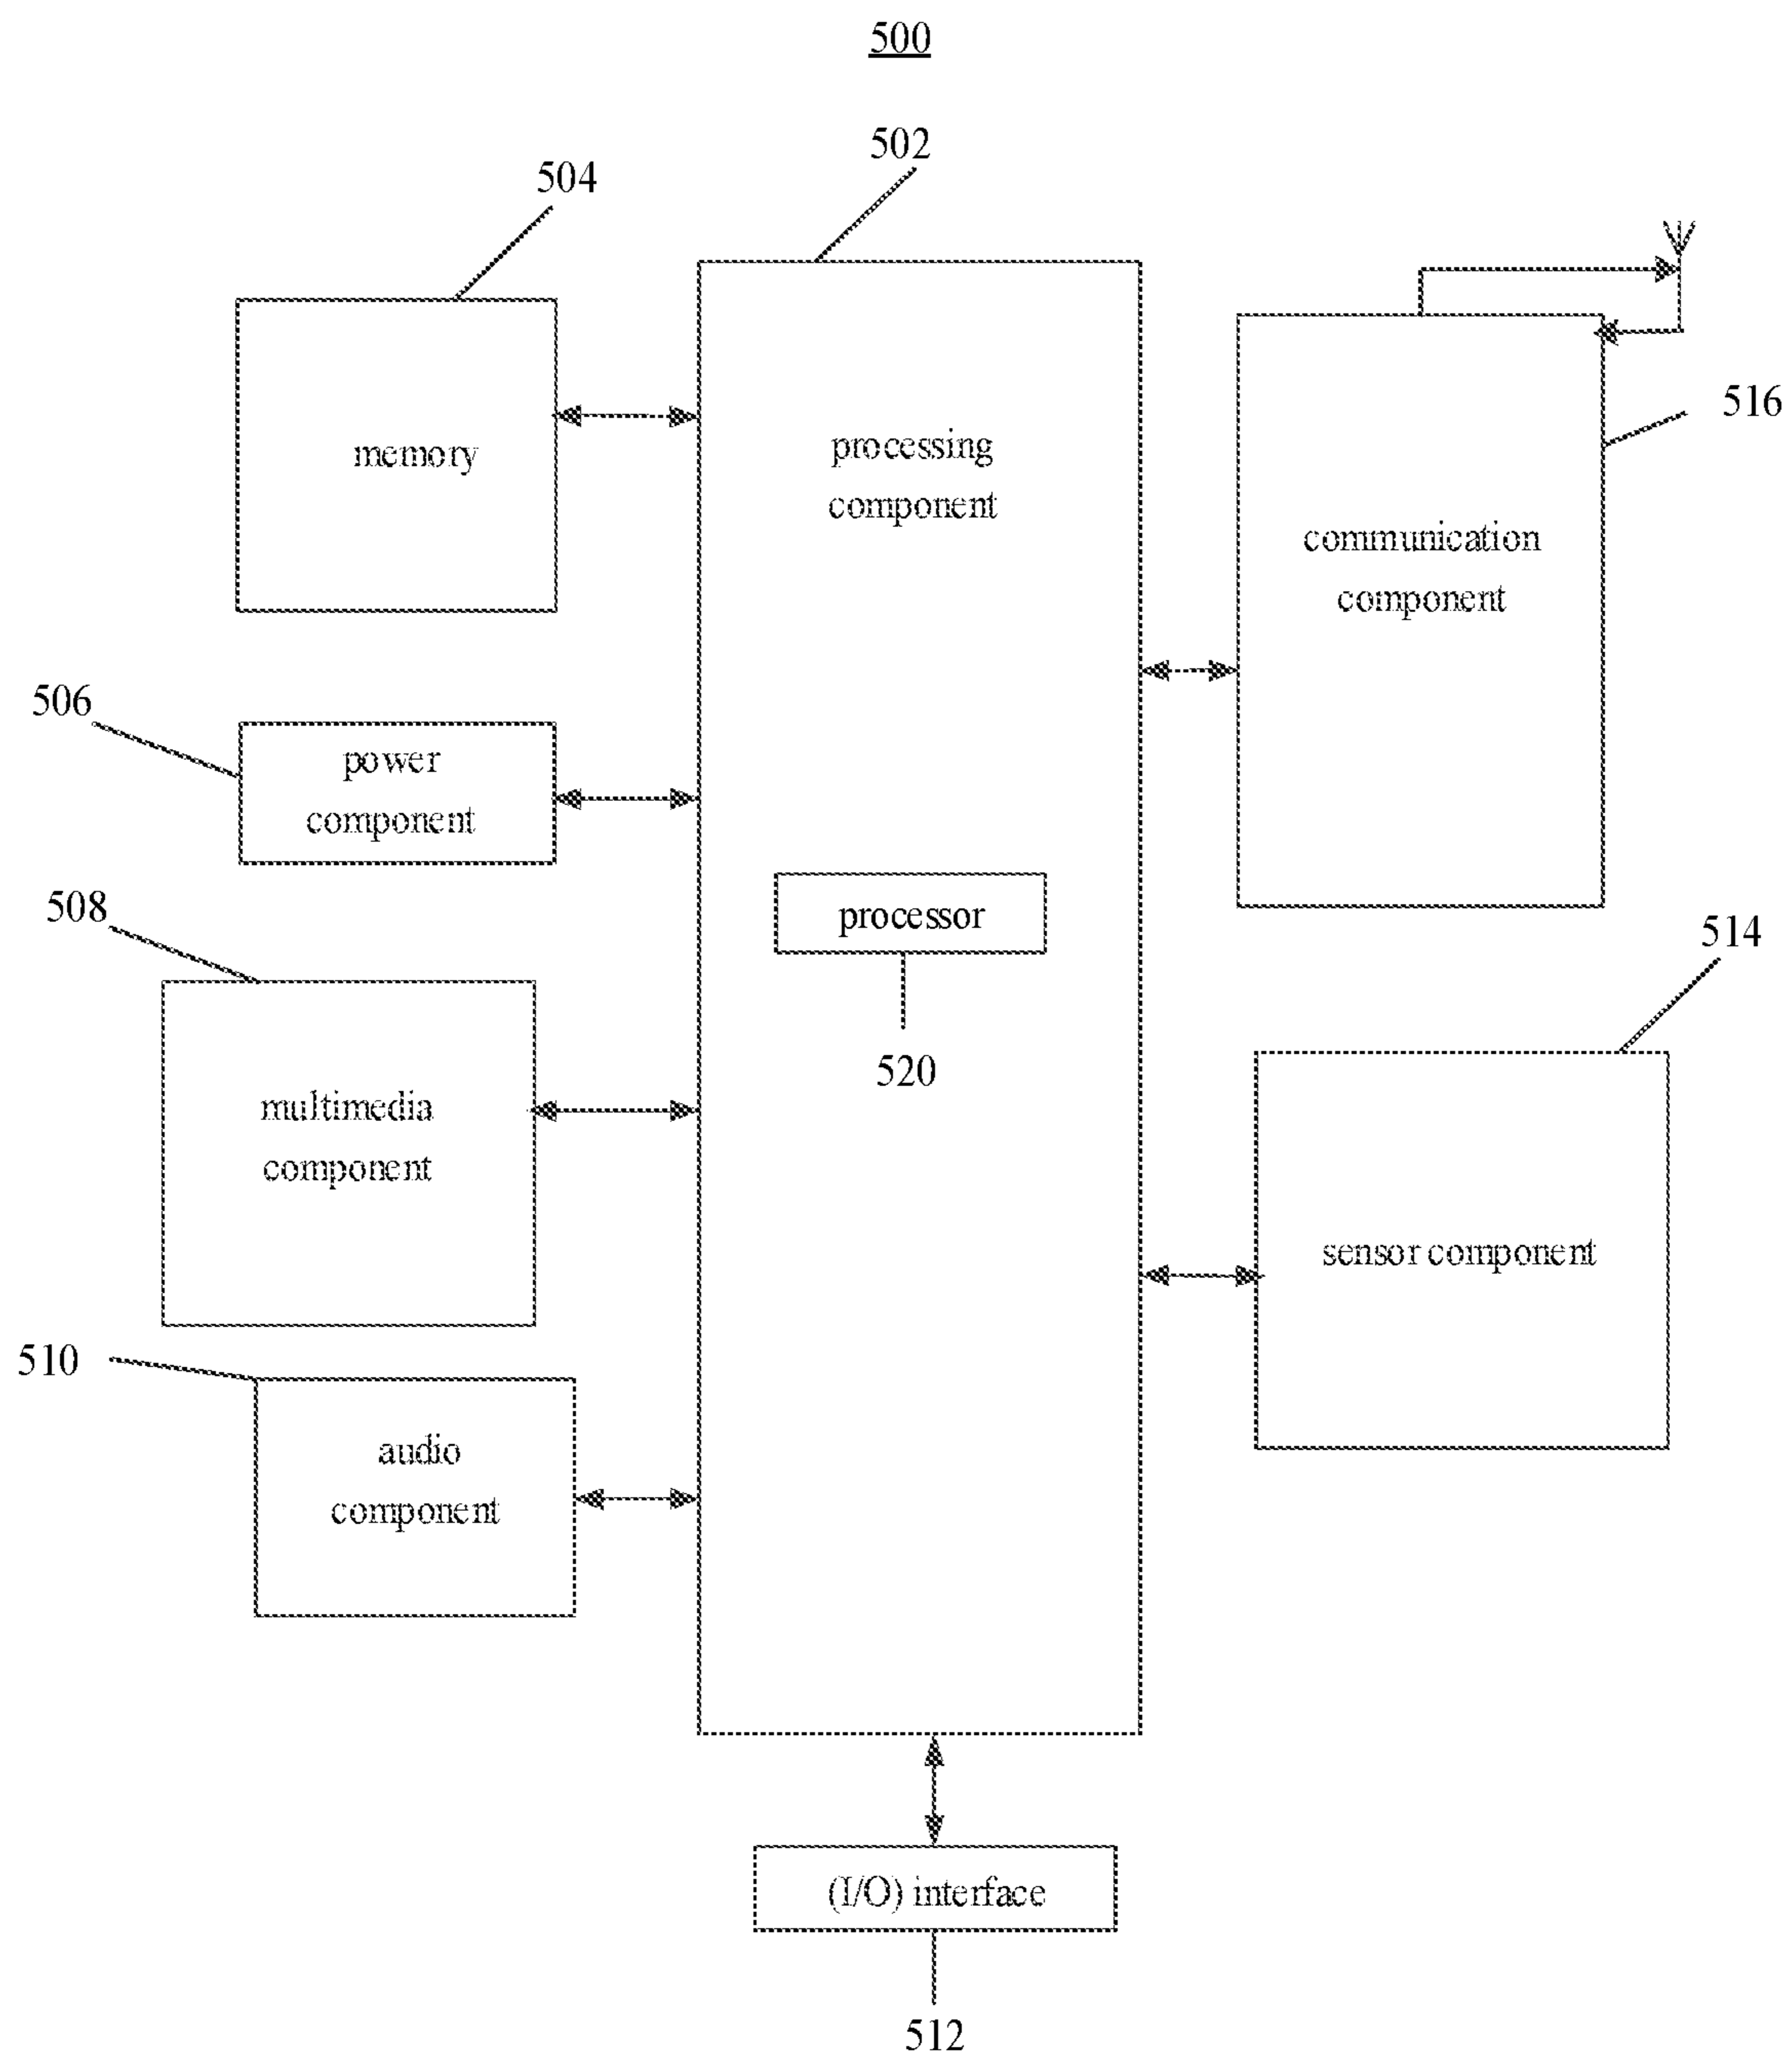 500
502
504
memory
processing
component
communication
component
516
506
power
component
508
processor
520
514
multimedia
component
sensor component
510
audio
component
(I/O) interface
512